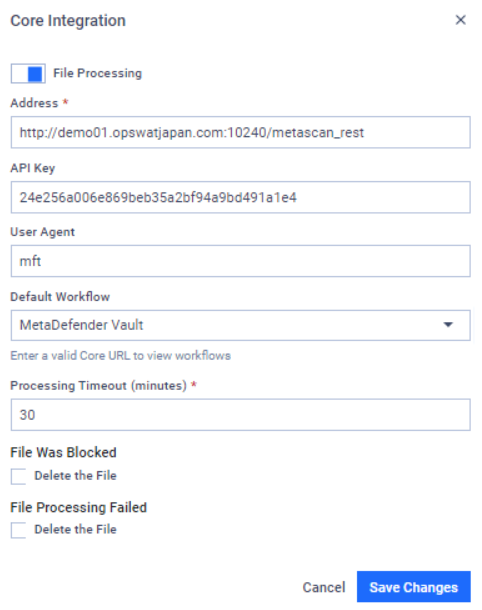 Core Integration
File Processing
Address *
http://demo01.opswatjapan.com:10240/metascan_rest
API Key
24e256a006e869beb35a2bf94a9bd491a1e4
User Agent
mft
Default Workflow
MetaDefender Vault
Enter a valid Core URL to view workflows
Processing Timeout (minutes) *
30
File Was Blocked
Delete the File
File Processing Failed
Delete the File
Cancel
Save Changes